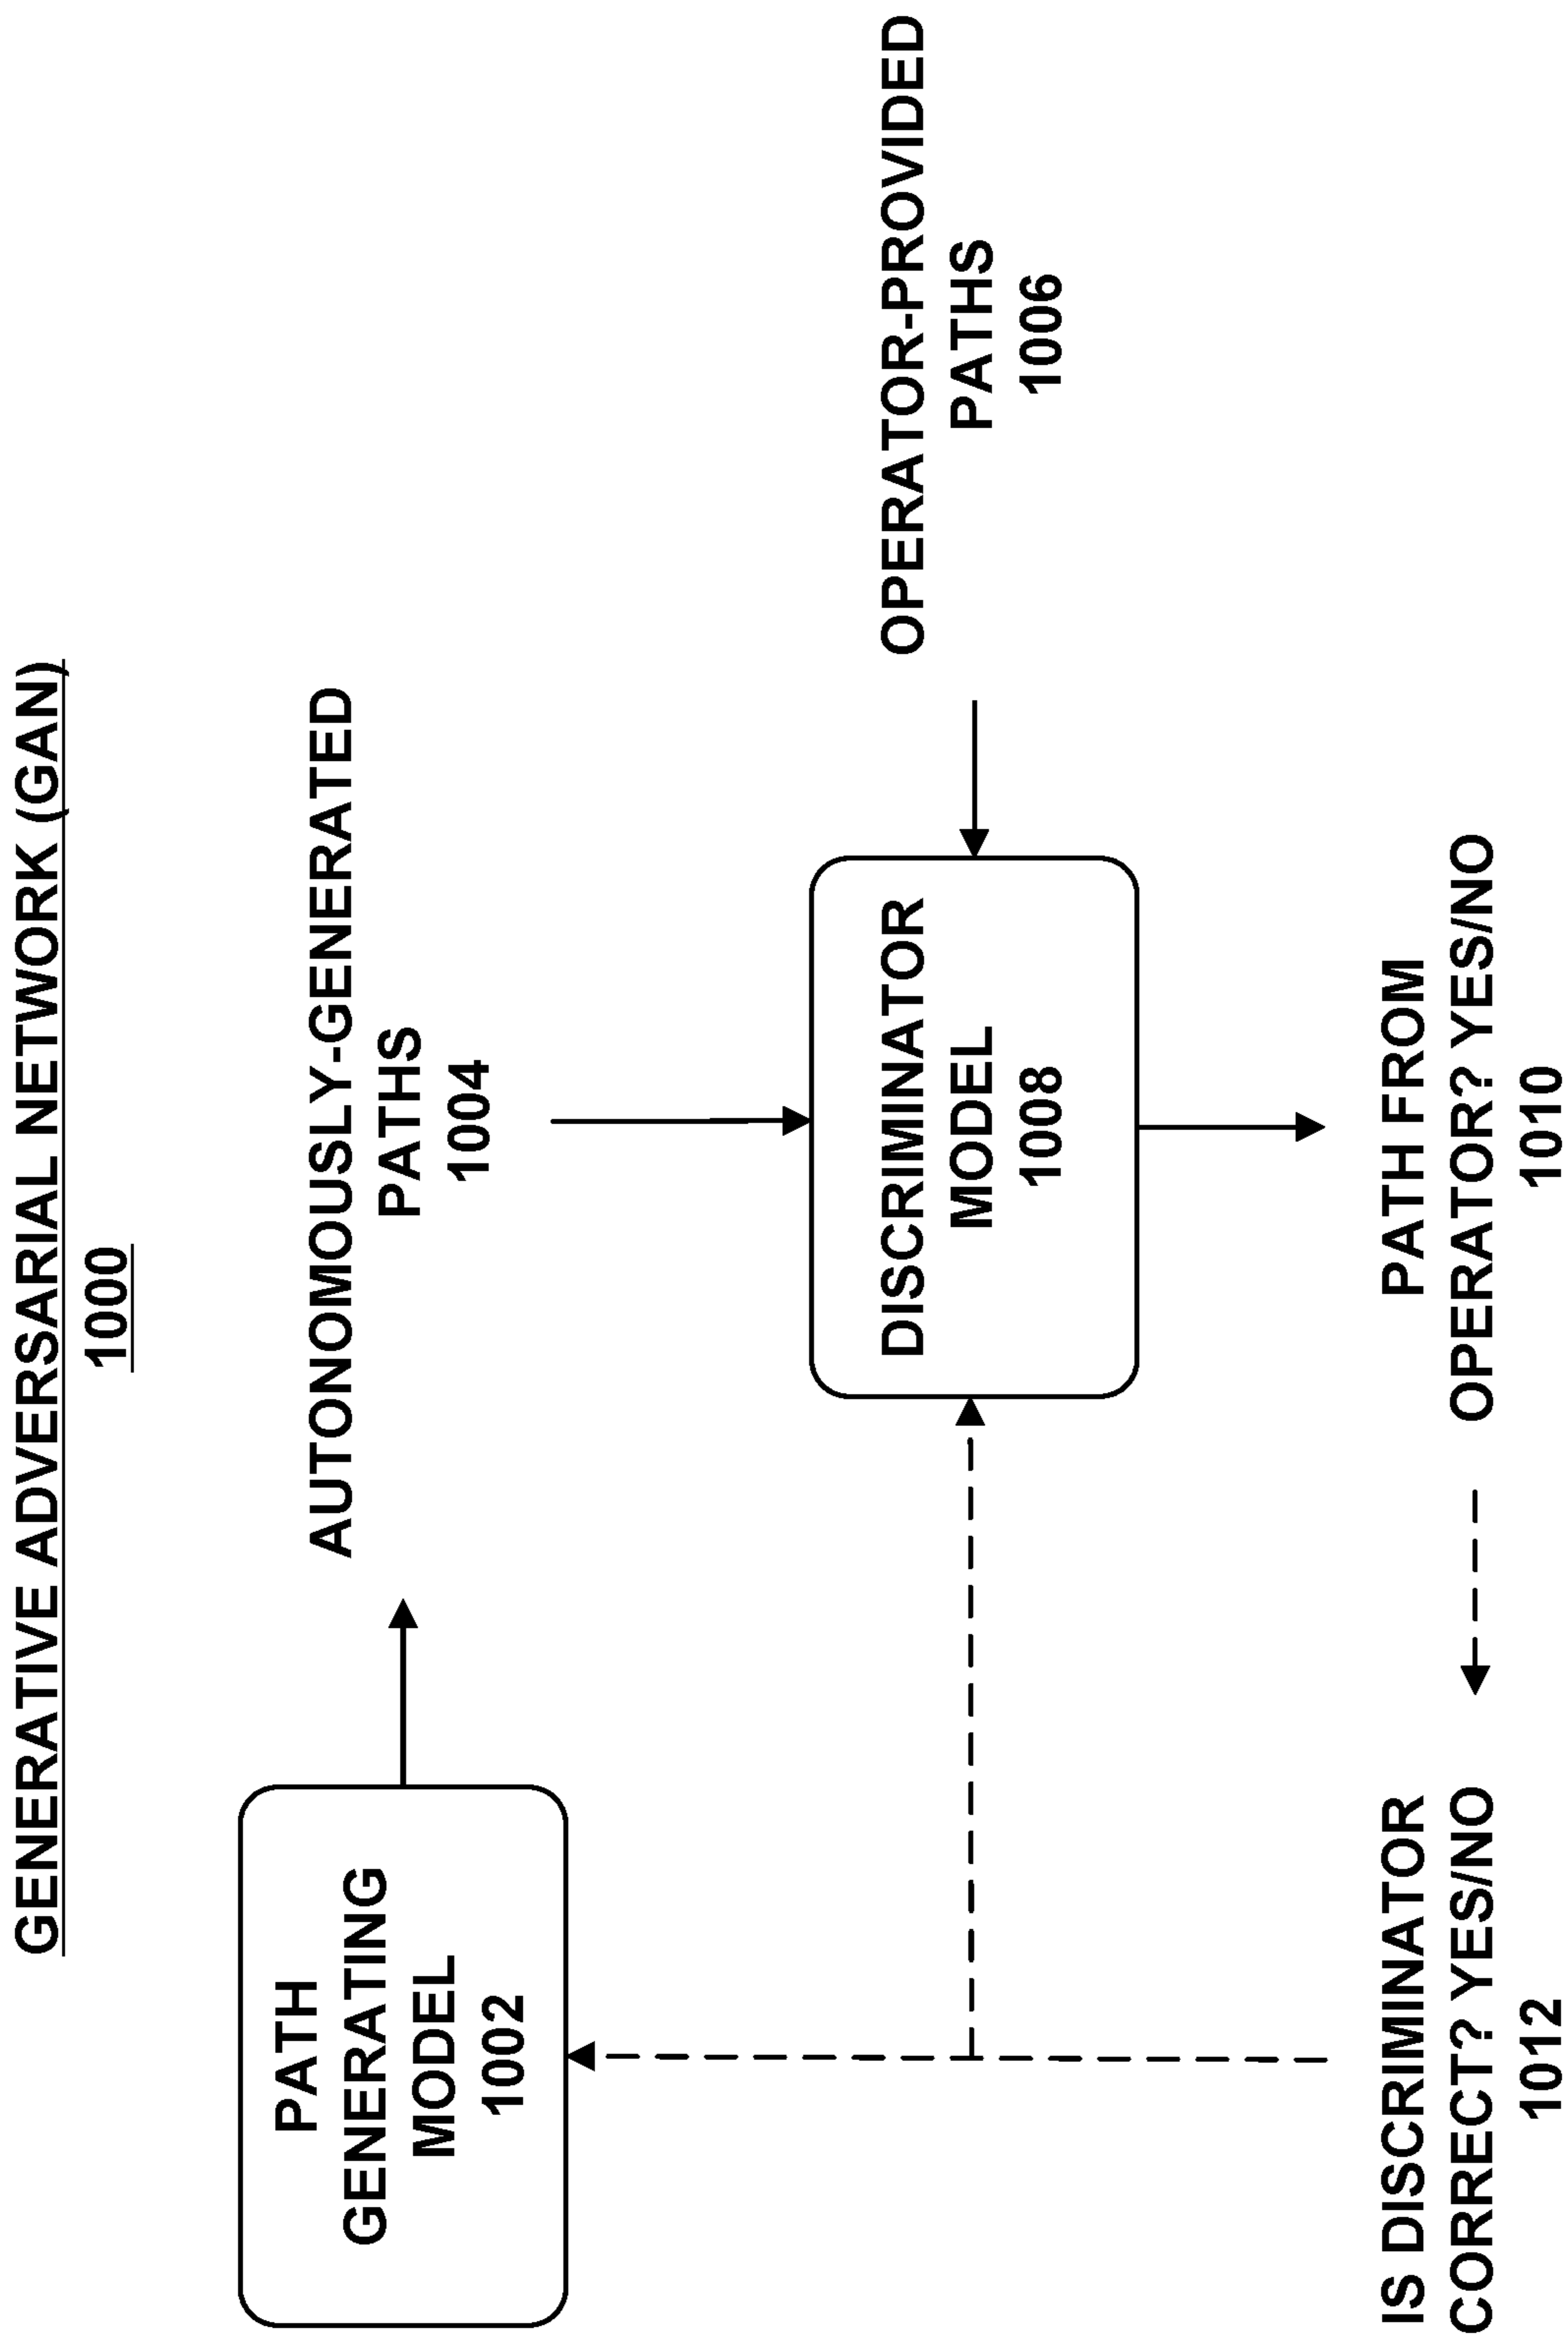 GENERATIVE ADVERSARIAL NETWORK (GAN)
1000
PATH
GENERATING
MODEL
1002
AUTONOMOUSLY-GENERATED
PATHS
1004
DISCRIMINATOR
MODEL
1008
OPERATOR-PROVIDED
PATHS
1006
IS DISCRIMINATOR
CORRECT? YES/NO
1012
PATH FROM
OPERATOR? YES/NO
1010